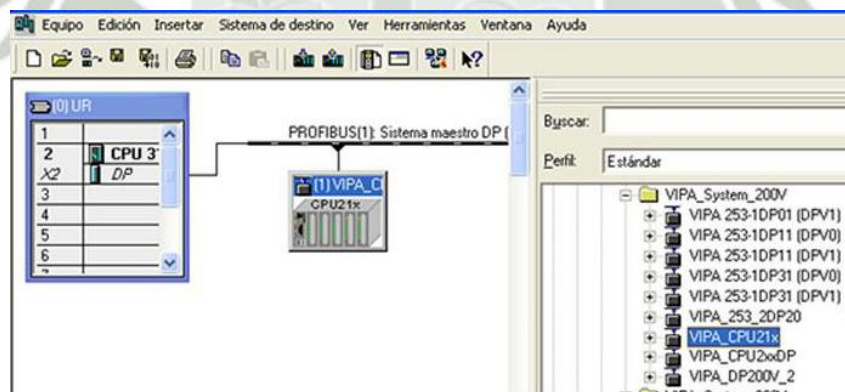 Equipo Edición Insertar Sistema de destino Ver Herramientas Ventana Ayuda
(0) UR
1
2 CPU 3
X2 DP
3
4
5
6
7
PROFIBUS(1): Sistema maestro DP (
(1) VIPA_C
CPU21x
Buscar:
Perfil: Estándar
VIPA_System_200V
VIPA 253-1DP01 (DPV1)
VIPA 253-1DP11 (DPV0)
VIPA 253-1DP11 (DPV1)
VIPA 253-1DP31 (DPV0)
VIPA 253-1DP31 (DPV1)
VIPA_253_2DP20
VIPA_CPU21x
VIPA_CPU2xxDP
VIPA_DP200V_2